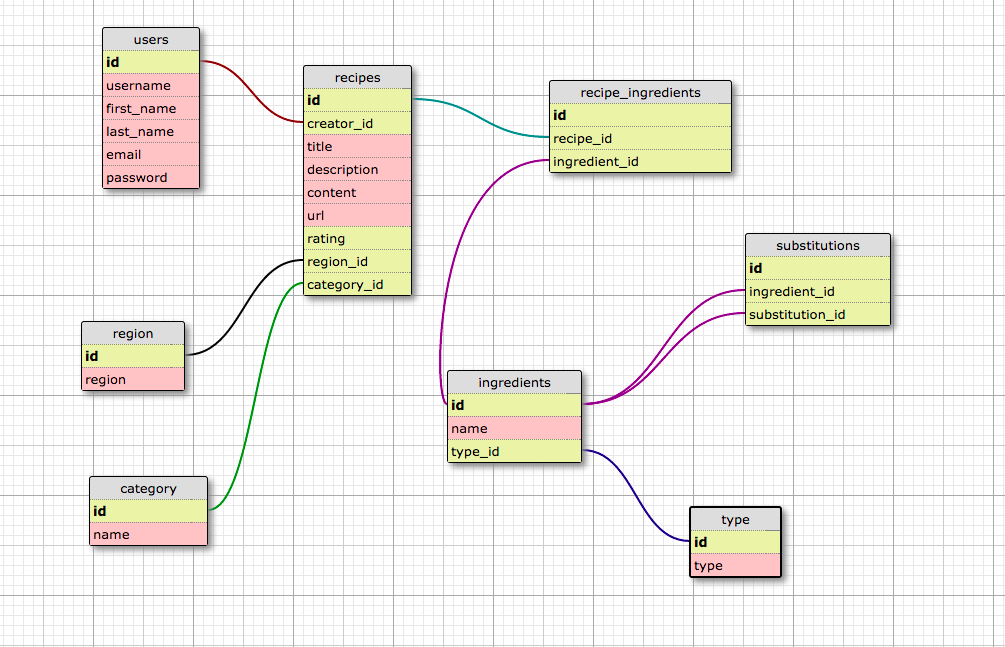 users
id
username
first_name
last_name
email
password
recipes
id
creator_id
title
description
content
url
rating
region_id
category_id
recipe_ingredients
id
recipe_id
ingredient_id
substitutions
id
ingredient_id
substitution_id
region
id
region
ingredients
id
name
type_id
category
id
name
type
id
type